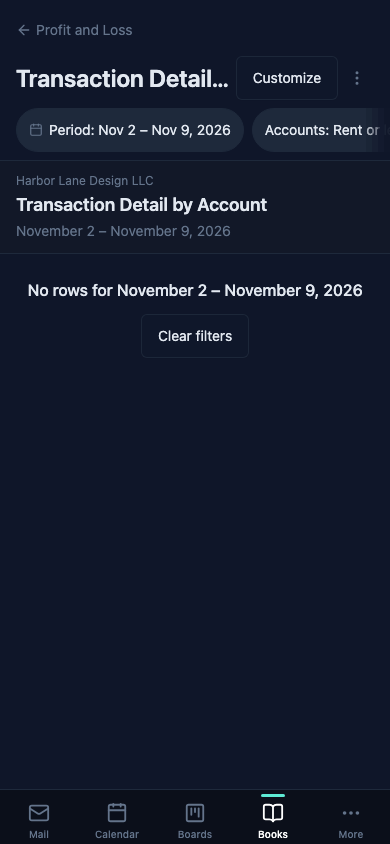 Profit and Loss
Transaction Detail...
Customize
Period: Nov 2 – Nov 9, 2026
Accounts: Rent or
Harbor Lane Design LLC
Transaction Detail by Account
November 2 – November 9, 2026
No rows for November 2 – November 9, 2026
Clear filters
Mail
Calendar
Boards
Books
More